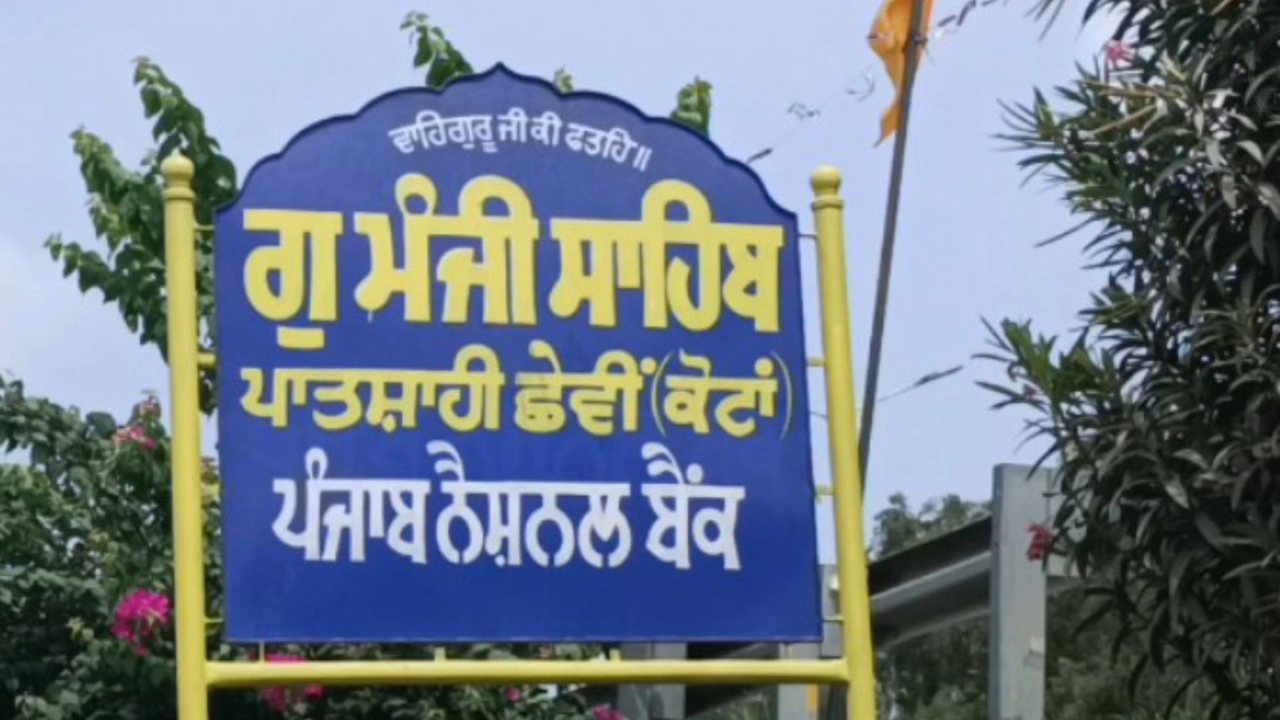 ਵਾਹਿਗੁਰੂ ਜੀ ਕੀ ਫਤਹਿ॥
ਗੁ ਮੰਜੀ ਸਾਹਿਬ
ਪਾਤਸ਼ਾਹੀ ਛੇਵੀਂ (ਕੋਟਾਂ)
ਪੰਜਾਬ ਨੈਸ਼ਨਲ ਬੈਂਕ